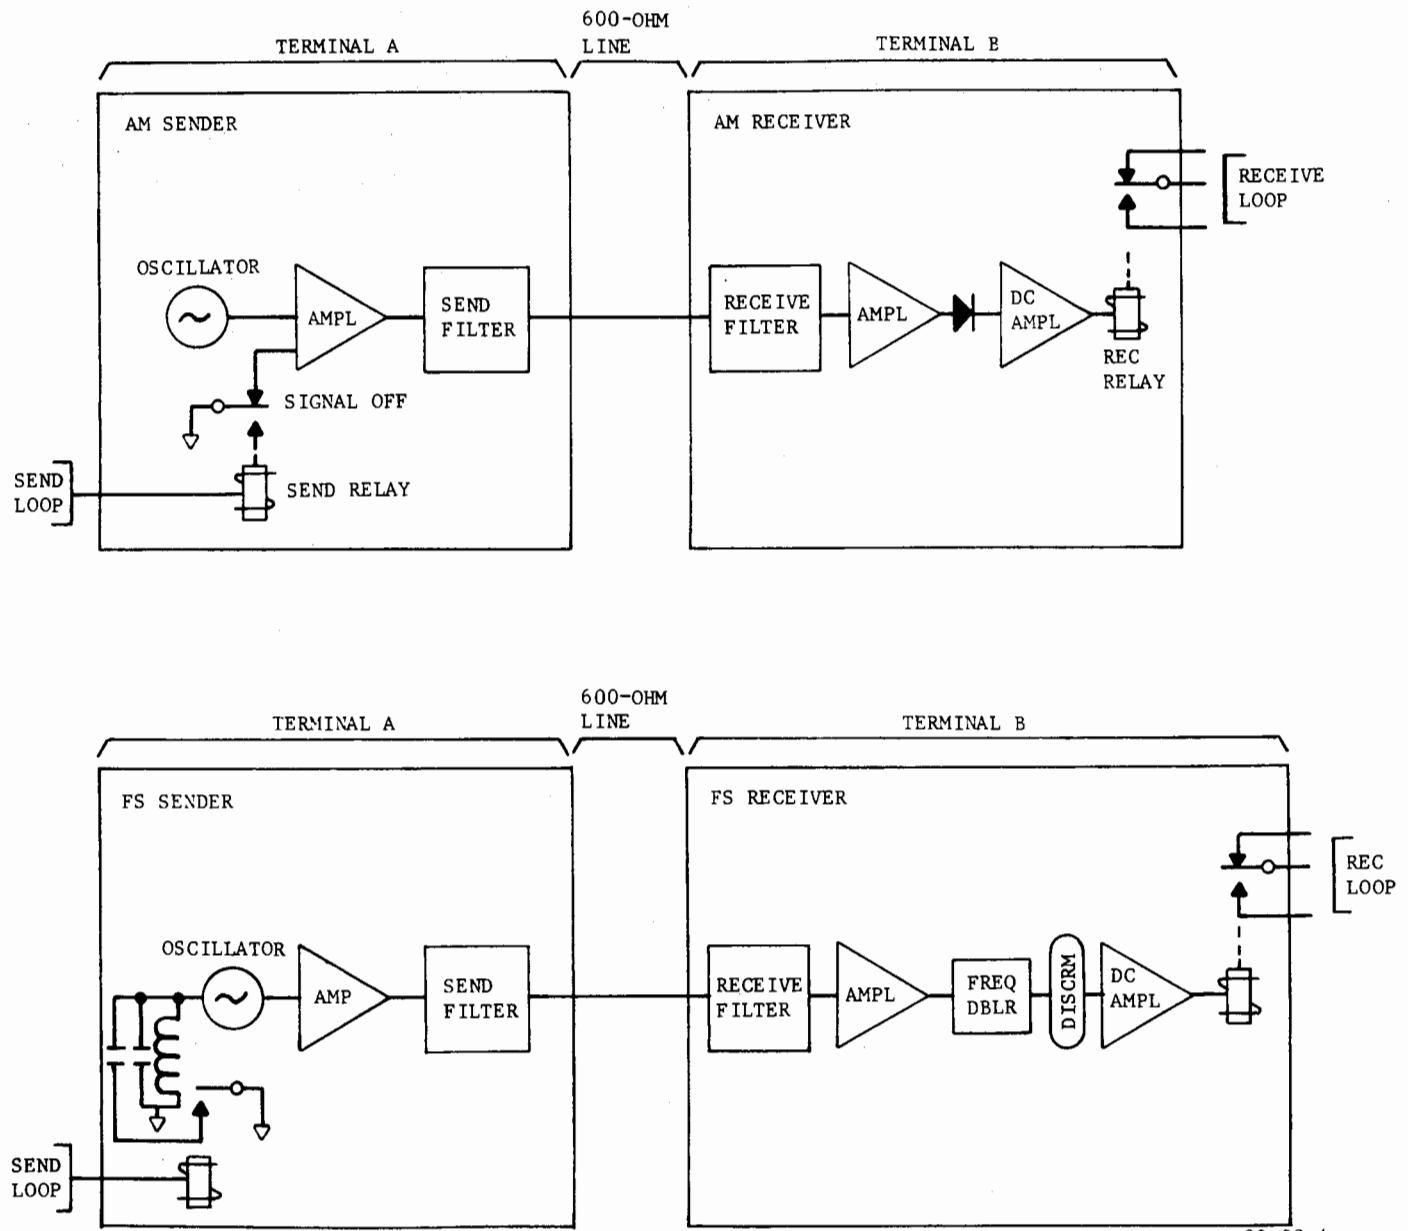 600-OHM
LINE
TERMINAL A
TERMINAL B
AM SENDER
AM RECEIVER
RECEIVE
LOOP
OSCILLATOR
AMPL
SEND
FILTER
RECEIVE
FILTER
AMPL
DC
AMPL
REC
RELAY
SIGNAL OFF
SEND
LOOP
SEND RELAY
600-OHM
LINE
TERMINAL A
TERMINAL B
FS SENDER
FS RECEIVER
REC
LOOP
OSCILLATOR
AMP
SEND
FILTER
RECEIVE
FILTER
AMPL
FREQ
DBLR
DISCRM
DC
AMPL
SEND
LOOP